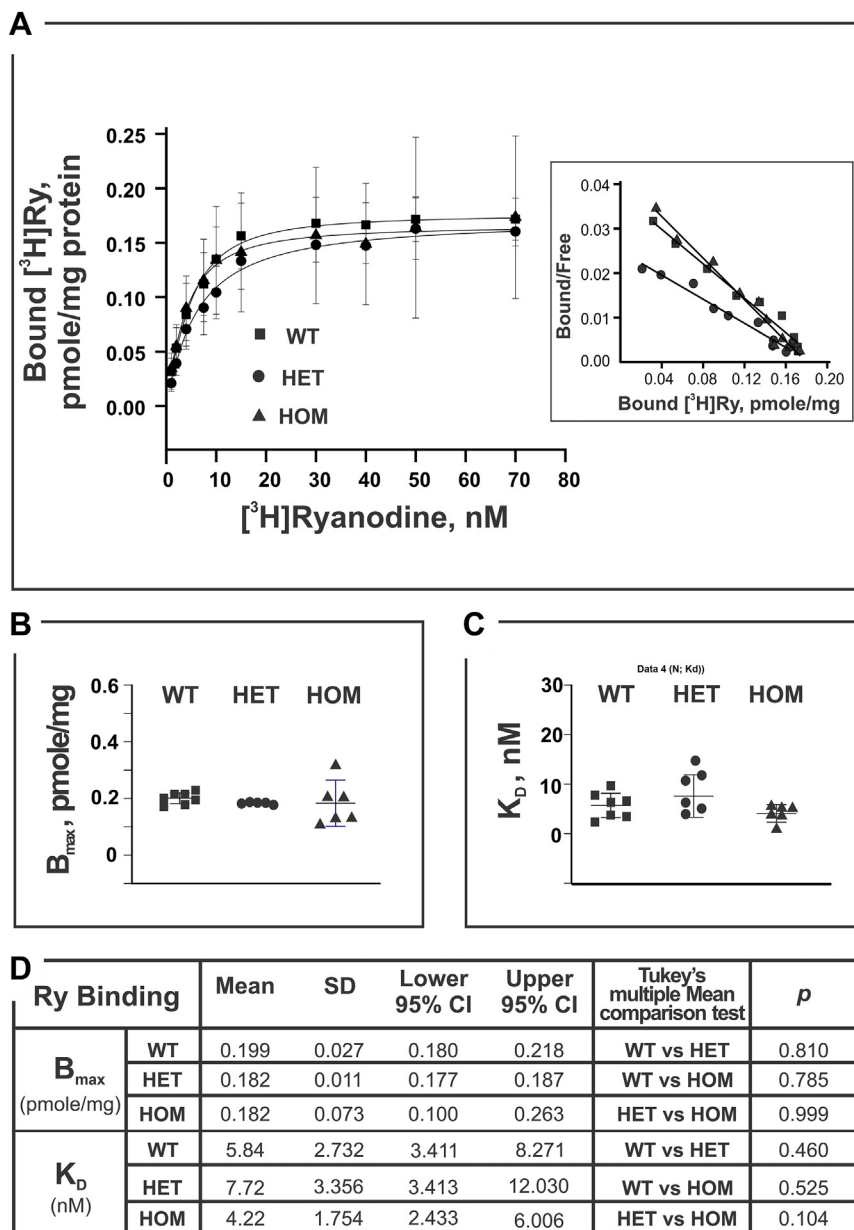 A
Bound [³H]Ry,
pmole/mg protein
0.25
0.20
0.15
0.10
0.05
0.00
WT
HET
HOM
0 10 20 30 40 50 60 70 80
[³H]Ryanodine, nM
Bound/Free
0.04
0.03
0.02
0.01
0.00
0.04 0.08 0.12 0.16 0.20
Bound [³H]Ry, pmole/mg
B
Bmax, pmole/mg
0.6
0.4
0.2
0
WT HET HOM
C
Data 4 (N; Kd))
KD, nM
30
20
10
0
WT HET HOM
D
Ry Binding Mean SD Lower 95% CI Upper 95% CI Tukey's multiple Mean comparison test p
Bmax (pmole/mg)
WT 0.199 0.027 0.180 0.218 WT vs HET 0.810
HET 0.182 0.011 0.177 0.187 WT vs HOM 0.785
HOM 0.182 0.073 0.100 0.263 HET vs HOM 0.999
KD (nM)
WT 5.84 2.732 3.411 8.271 WT vs HET 0.460
HET 7.72 3.356 3.413 12.030 WT vs HOM 0.525
HOM 4.22 1.754 2.433 6.006 HET vs HOM 0.104